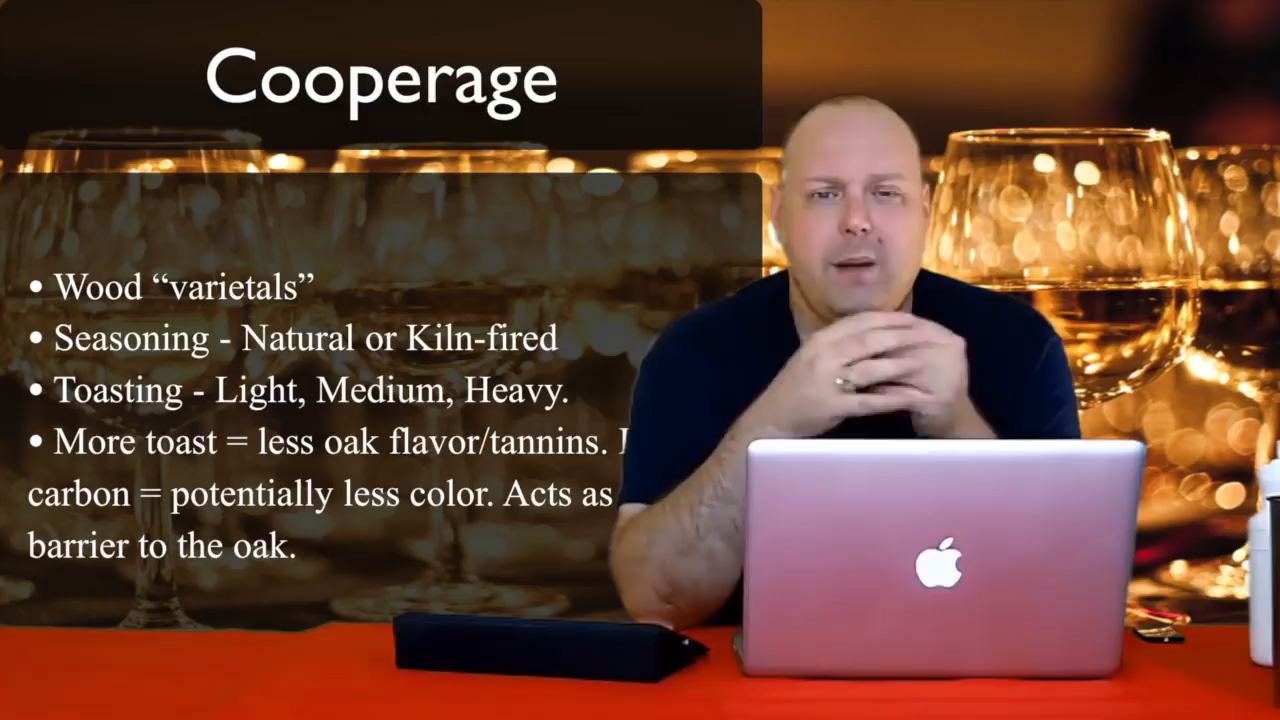 Cooperage
• Wood “varietals”
• Seasoning - Natural or Kiln-fired
• Toasting - Light, Medium, Heavy.
• More toast = less oak flavor/tannins.
carbon = potentially less color. Acts as
barrier to the oak.